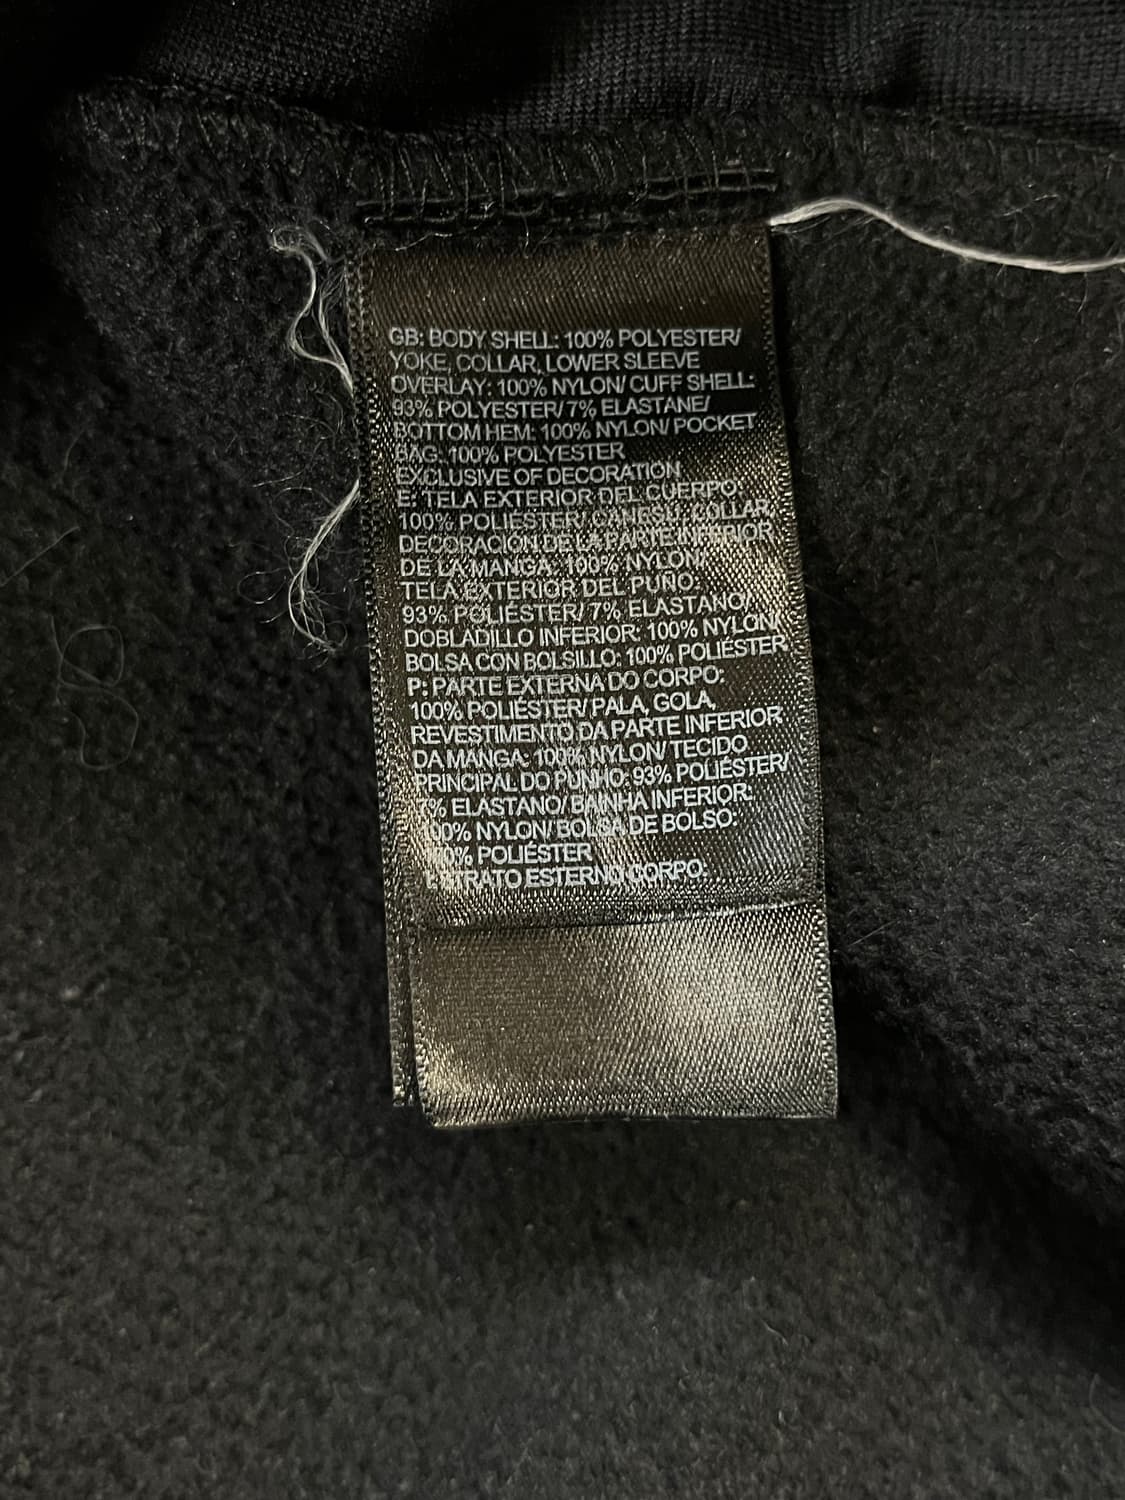 GB: BODY SHELL: 100% POLYESTER/
YOKE, COLLAR, LOWER SLEEVE
OVERLAY: 100% NYLON/ CUFF SHELL:
93% POLYESTER/ 7% ELASTANE/
BOTTOM HEM: 100% NYLON/ POCKET
BAG: 100% POLYESTER
EXCLUSIVE OF DECORATION
E: TELA EXTERIOR DEL CUERPO:
100% POLIÉSTER/ CANESÚ, COLLAR,
DECORACIÓN DE LA PARTE INFERIOR
DE LA MANGA: 100% NYLON/
TELA EXTERIOR DEL PUÑO:
93% POLIÉSTER/ 7% ELASTANO/
DOBLADILLO INFERIOR: 100% NYLON/
BOLSA CON BOLSILLO: 100% POLIÉSTER
P: PARTE EXTERNA DO CORPO:
100% POLIÉSTER/ PALA, GOLA,
REVESTIMENTO DA PARTE INFERIOR
DA MANGA: 100% NYLON/ TECIDO
PRINCIPAL DO PUNHO: 93% POLIÉSTER/
% ELASTANO/ BAINHA INFERIOR:
00% NYLON/ BOLSA DE BOLSO:
0% POLIÉSTER
STRATO ESTERNO CORPO: